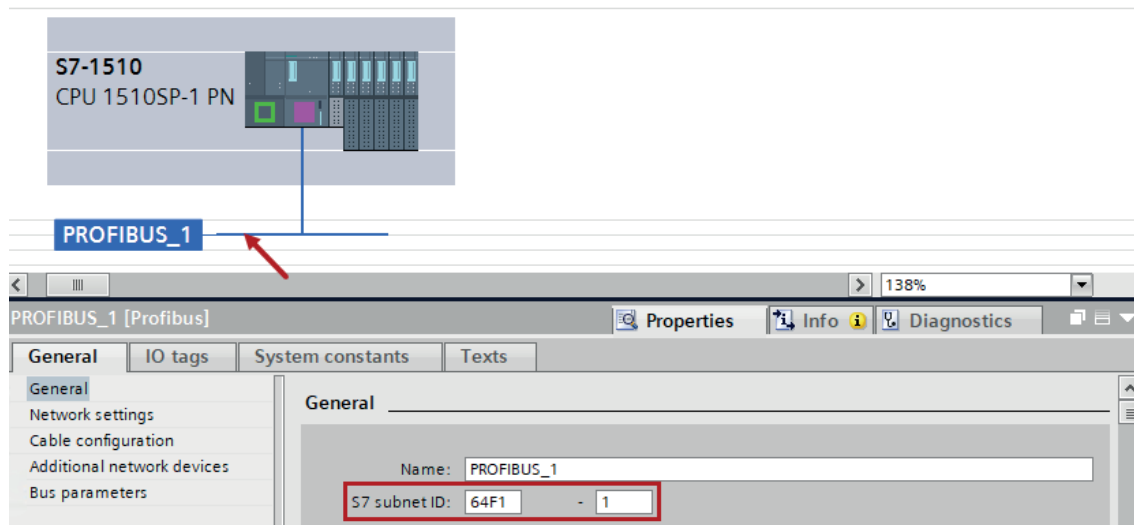 S7-1510
CPU 1510SP-1 PN
PROFIBUS_1
138%
PROFIBUS_1 [Profibus]
Properties
Info
Diagnostics
General
IO tags
System constants
Texts
General
Network settings
Cable configuration
Additional network devices
Bus parameters
General
Name: PROFIBUS_1
S7 subnet ID: 64F1 - 1